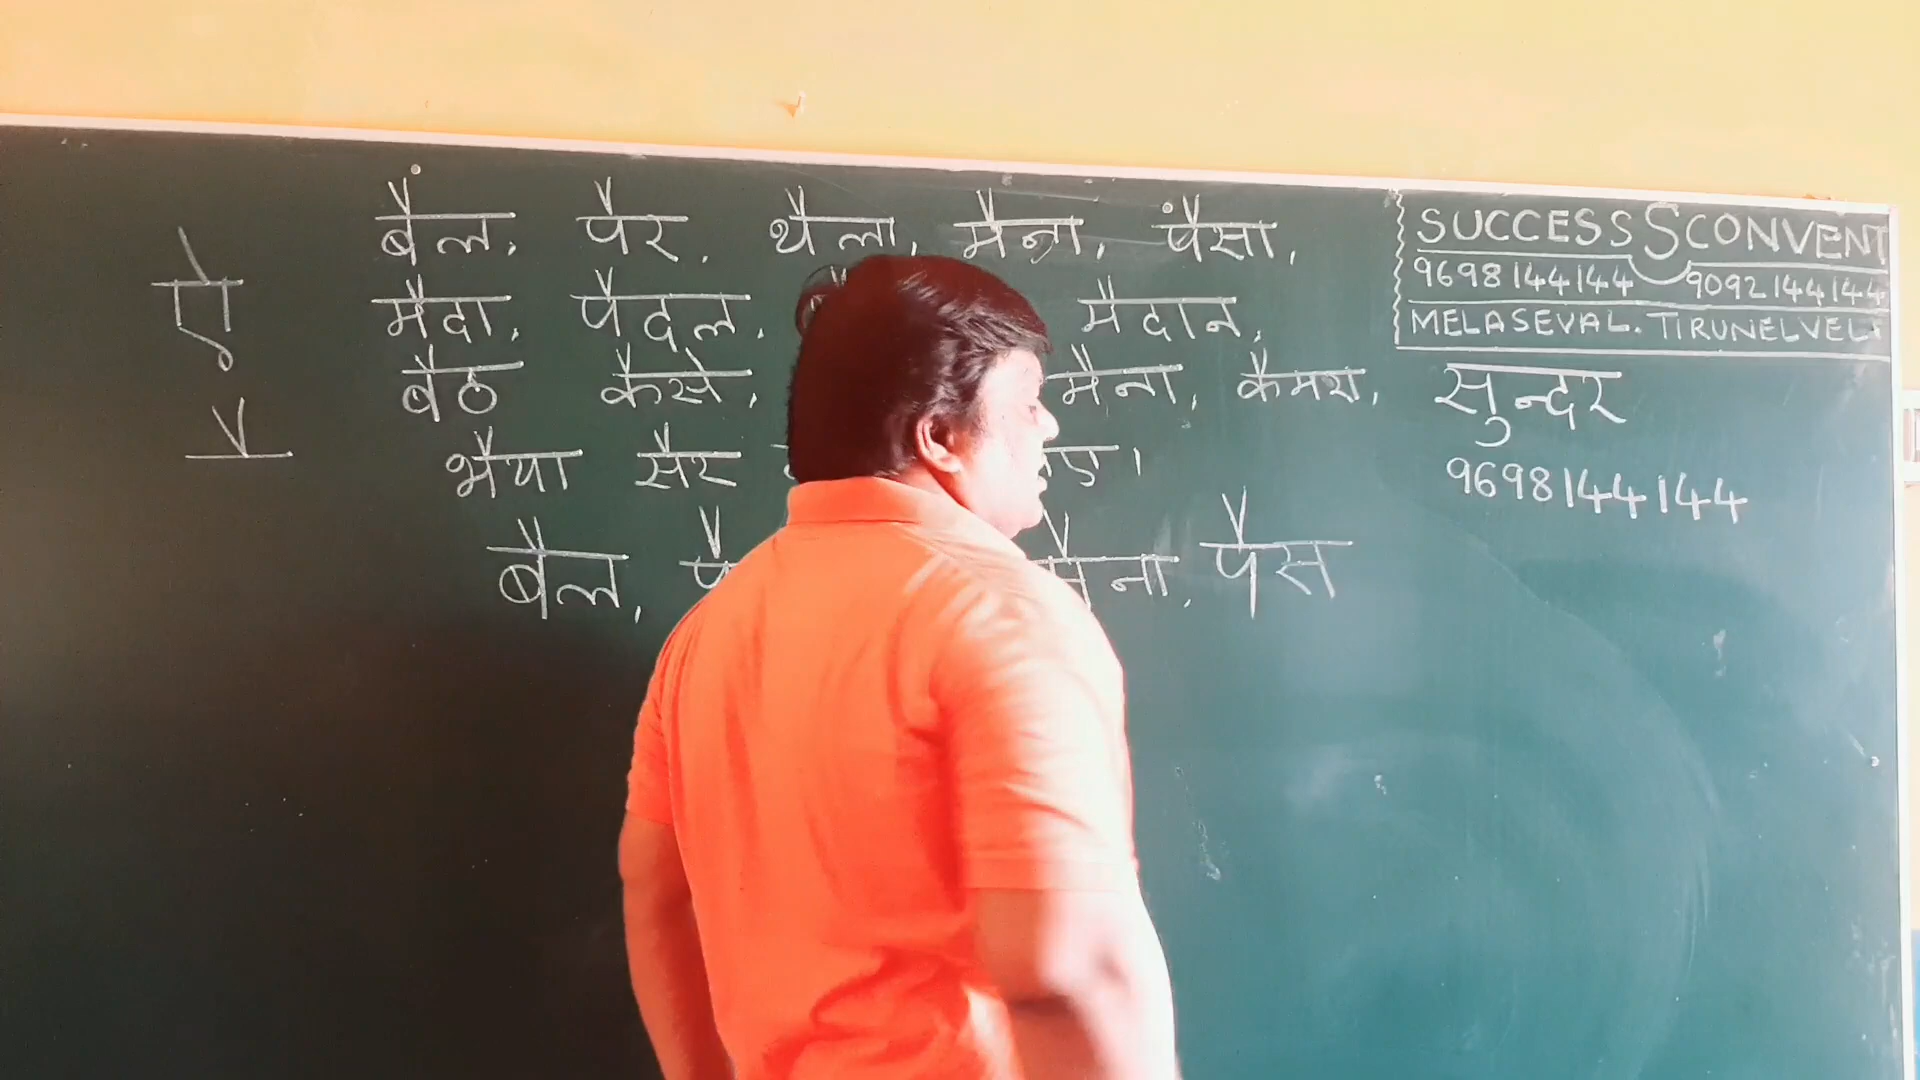 ऐ
बैल, पैर, थैला, मैना, पैसा,
मैदा, पैदल, मैदान,
बैठ कैसे, मैना, कैमरा,
भैया सैर
बैल, मैना, पैस
SUCCESS CONVENT
9698144144 9092144144
MELASEVAL. TIRUNELVELI
सुन्दर
9698144144